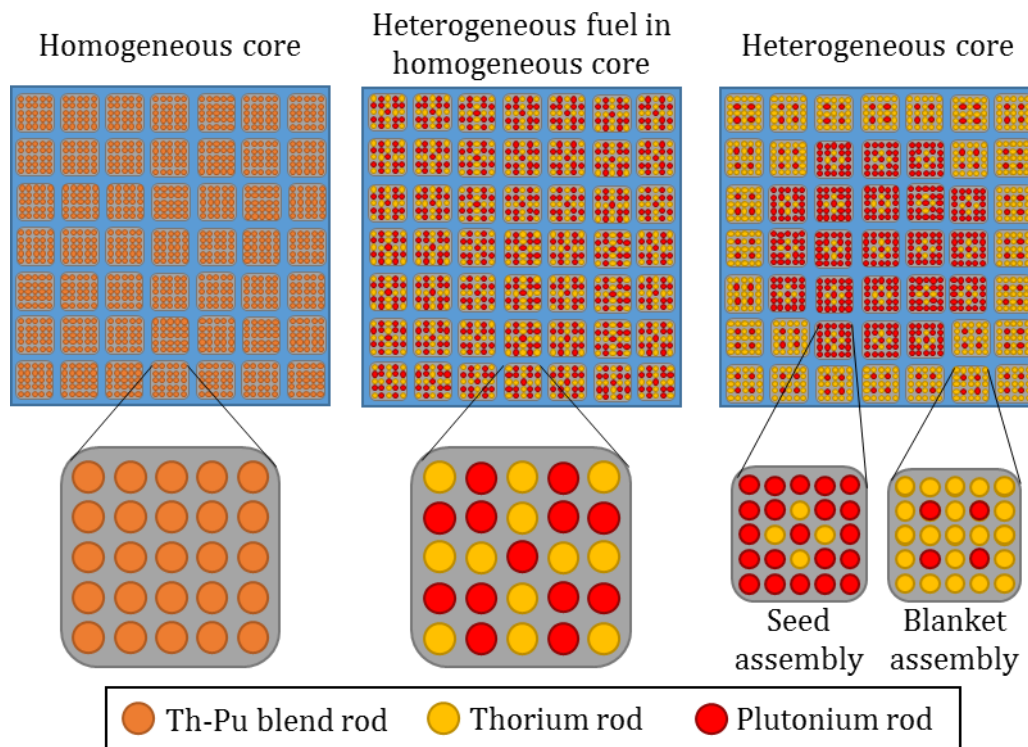 Homogeneous core
Heterogeneous fuel in
homogeneous core
Heterogeneous core
Seed
assembly
Blanket
assembly
Th-Pu blend rod
Thorium rod
Plutonium rod